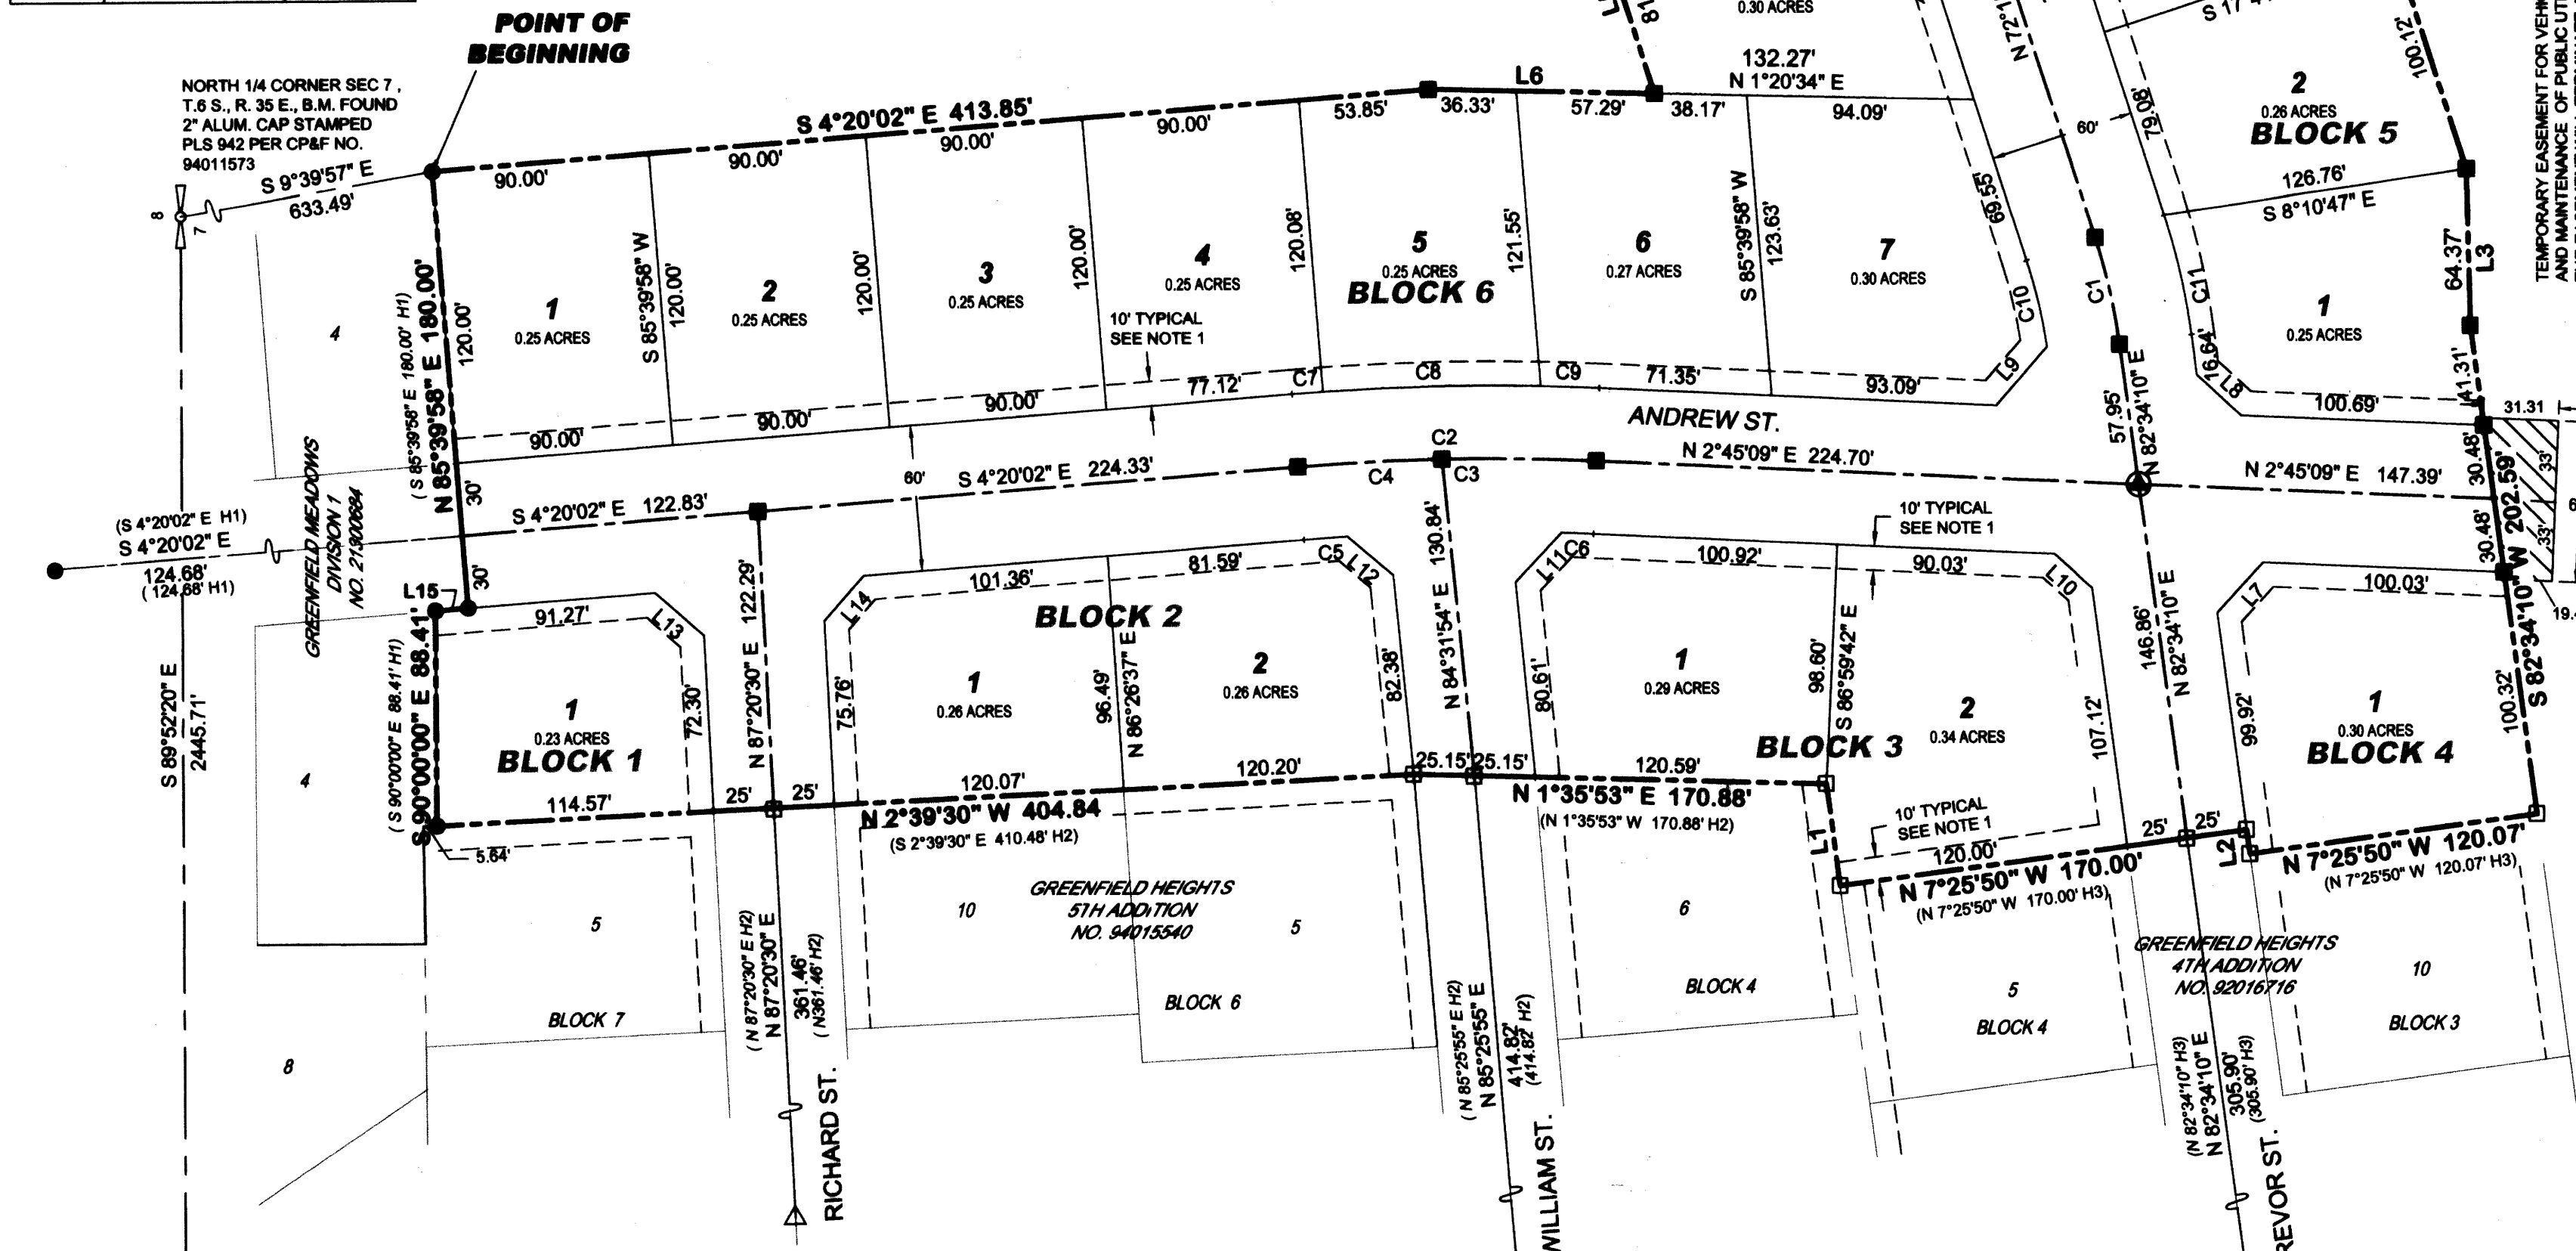 POINT OF
BEGINNING
NORTH 1/4 CORNER SEC 7 ,
T.6 S., R. 35 E., B.M. FOUND
2" ALUM. CAP STAMPED
PLS 942 PER CP&F NO.
94011573
S 9°39'57" E
633.49'
8
7
S 4°20'02" E 413.85'
90.00'
90.00'
90.00'
90.00'
53.85'
36.33'
L6
57.29'
38.17'
132.27'
N 1°20'34" E
94.09'
0.30 ACRES
N 85°39'58" E 180.00'
( S 85°39'58" E 180.00' H1)
120.00'
30'
30'
1
0.25 ACRES
S 85°39'58" W
120.00'
2
0.25 ACRES
120.00'
3
0.25 ACRES
120.00'
4
0.25 ACRES
120.08'
5
0.25 ACRES
BLOCK 6
121.55'
6
0.27 ACRES
S 85°39'58" W
123.63'
7
0.30 ACRES
69.55'
C10
L9
60'
79.06'
C11
16.64'
L8
C1
2
0.26 ACRES
BLOCK 5
100.12'
126.76'
S 8°10'47" E
64.37'
L3
1
0.25 ACRES
41.31'
100.69'
31.31
TEMPORARY EASEMENT FOR
AND MAINTENANCE OF PUBLIC
10' TYPICAL
SEE NOTE 1
90.00'
90.00'
90.00'
77.12'
C7
C8
C9
71.35'
93.09'
ANDREW ST.
57.95'
N 82°34'10" E
60'
S 4°20'02" E 122.83'
S 4°20'02" E 224.33'
C4
C2
C3
N 2°45'09" E 224.70'
N 2°45'09" E 147.39'
30.48'
30.48'
33'
33'
S 82°34'10" W 202.59'
(S 4°20'02" E H1)
S 4°20'02" E
124.68'
( 124.68' H1)
GREENFIELD MEADOWS
DIVISION 1
NO. 21300684
4
4
8
S 89°52'20" E
2445.71'
L15
S 90°00'00" E 88.41'
( S 90°00'00" E 88.41' H1)
91.27'
L13
72.30'
1
0.23 ACRES
BLOCK 1
114.57'
5.64'
N 87°20'30" E 122.29'
25'
25'
L14
101.36'
81.59'
C5
L12
75.76'
BLOCK 2
1
0.26 ACRES
96.49'
N 86°26'37" E
2
0.26 ACRES
82.38'
120.07'
120.20'
N 2°39'30" W 404.84
(S 2°39'30" E 410.48' H2)
N 84°31'54" E 130.84'
25.15'
25.15'
L11
C6
100.92'
90.03'
L10
10' TYPICAL
SEE NOTE 1
80.61'
1
0.29 ACRES
98.60'
S 86°59'42" E
BLOCK 3
2
0.34 ACRES
107.12'
120.59'
N 1°35'53" E 170.88'
(N 1°35'53" W 170.88' H2)
L1
10' TYPICAL
SEE NOTE 1
120.00'
N 7°25'50" W 170.00'
(N 7°25'50" W 170.00' H3)
146.86'
N 82°34'10" E
25'
25'
L2
L7
100.03'
99.92'
1
0.30 ACRES
BLOCK 4
100.32'
N 7°25'50" W 120.07'
(N 7°25'50" W 120.07' H3)
5
BLOCK 7
( N 87°20'30" E H2)
N 87°20'30" E
361.46'
( N361.46' H2)
RICHARD ST.
10
GREENFIELD HEIGHTS
5TH ADDITION
NO. 94015540
5
BLOCK 6
( N 85°25'55" E H2)
N 85°25'55" E
414.82'
(414.82' H2)
WILLIAM ST.
6
BLOCK 4
5
BLOCK 4
GREENFIELD HEIGHTS
4TH ADDITION
NO. 92016716
10
BLOCK 3
(N 82°34'10" H3)
N 82°34'10" E
305.90'
(305.90' H3)
REVOR ST.